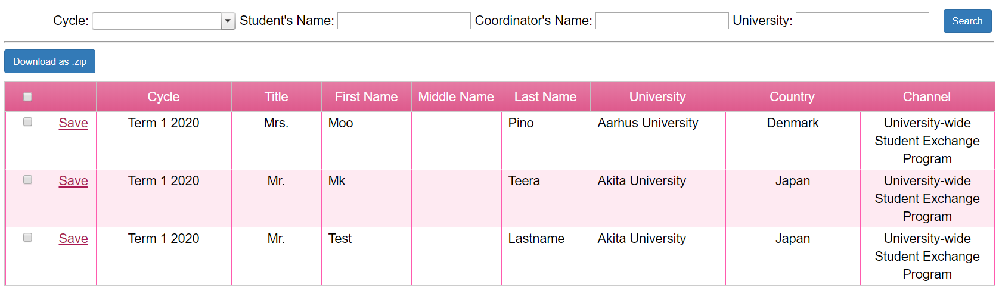 Cycle: Student's Name: Coordinator's Name: University: Search
Download as .zip
Cycle Title First Name Middle Name Last Name University Country Channel
Save Term 1 2020 Mrs. Moo Pino Aarhus University Denmark University-wide
Student Exchange
Program
Save Term 1 2020 Mr. Mk Teera Akita University Japan University-wide
Student Exchange
Program
Save Term 1 2020 Mr. Test Lastname Akita University Japan University-wide
Student Exchange
Program